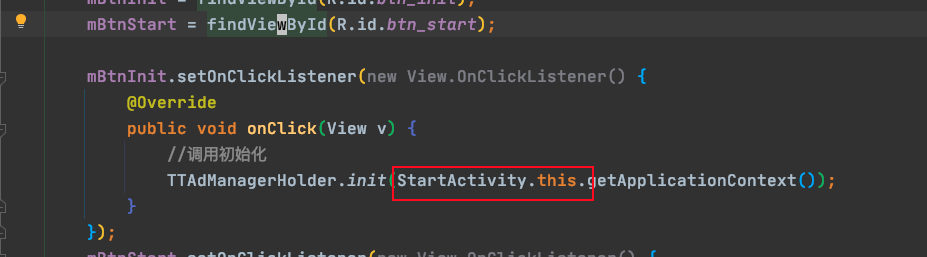 mBtnInit = findViewById(R.id.btn_init);
mBtnStart = findViewById(R.id.btn_start);
mBtnInit.setOnClickListener(new View.OnClickListener() {
@Override
public void onClick(View v) {
//调用初始化
TTAdManagerHolder.init(StartActivity.this.getApplicationContext());
}
});
mBtnStart.setOnClickListener(new View.OnClickListener() {